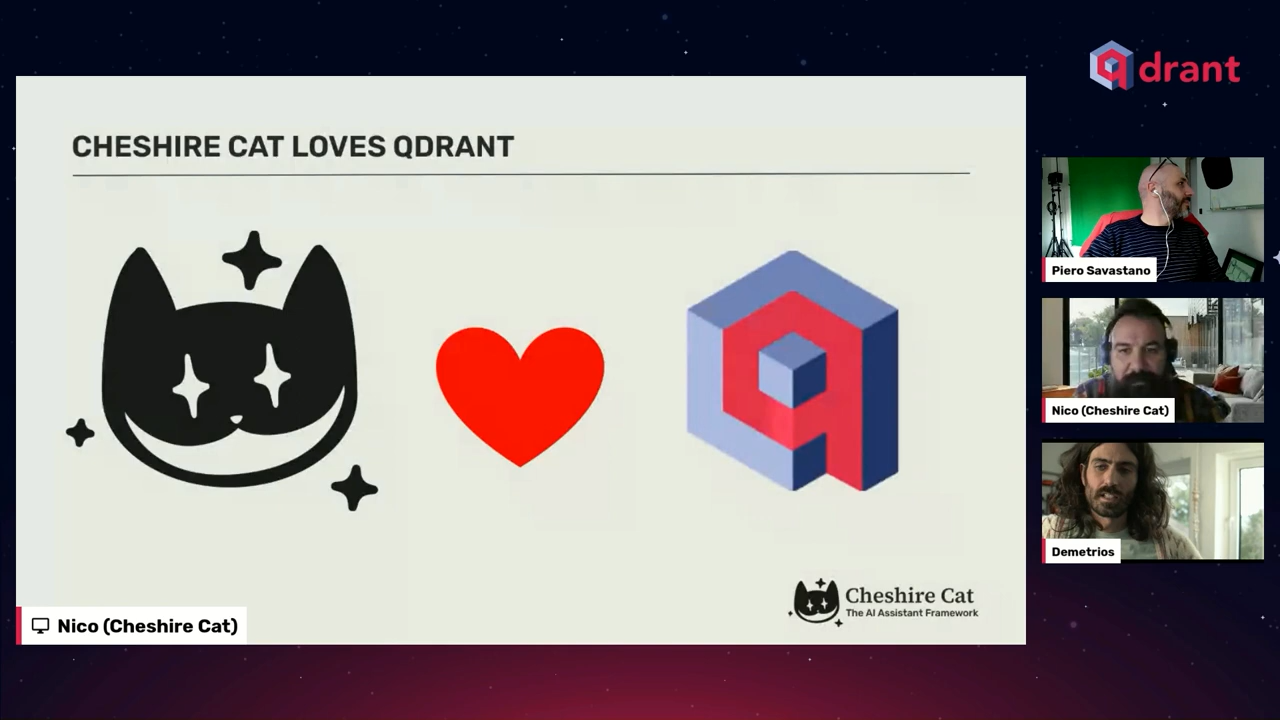 qdrant
CHESHIRE CAT LOVES QDRANT
Cheshire Cat
The AI Assistant Framework
Nico (Cheshire Cat)
Piero Savastano
Nico (Cheshire Cat)
Demetrios